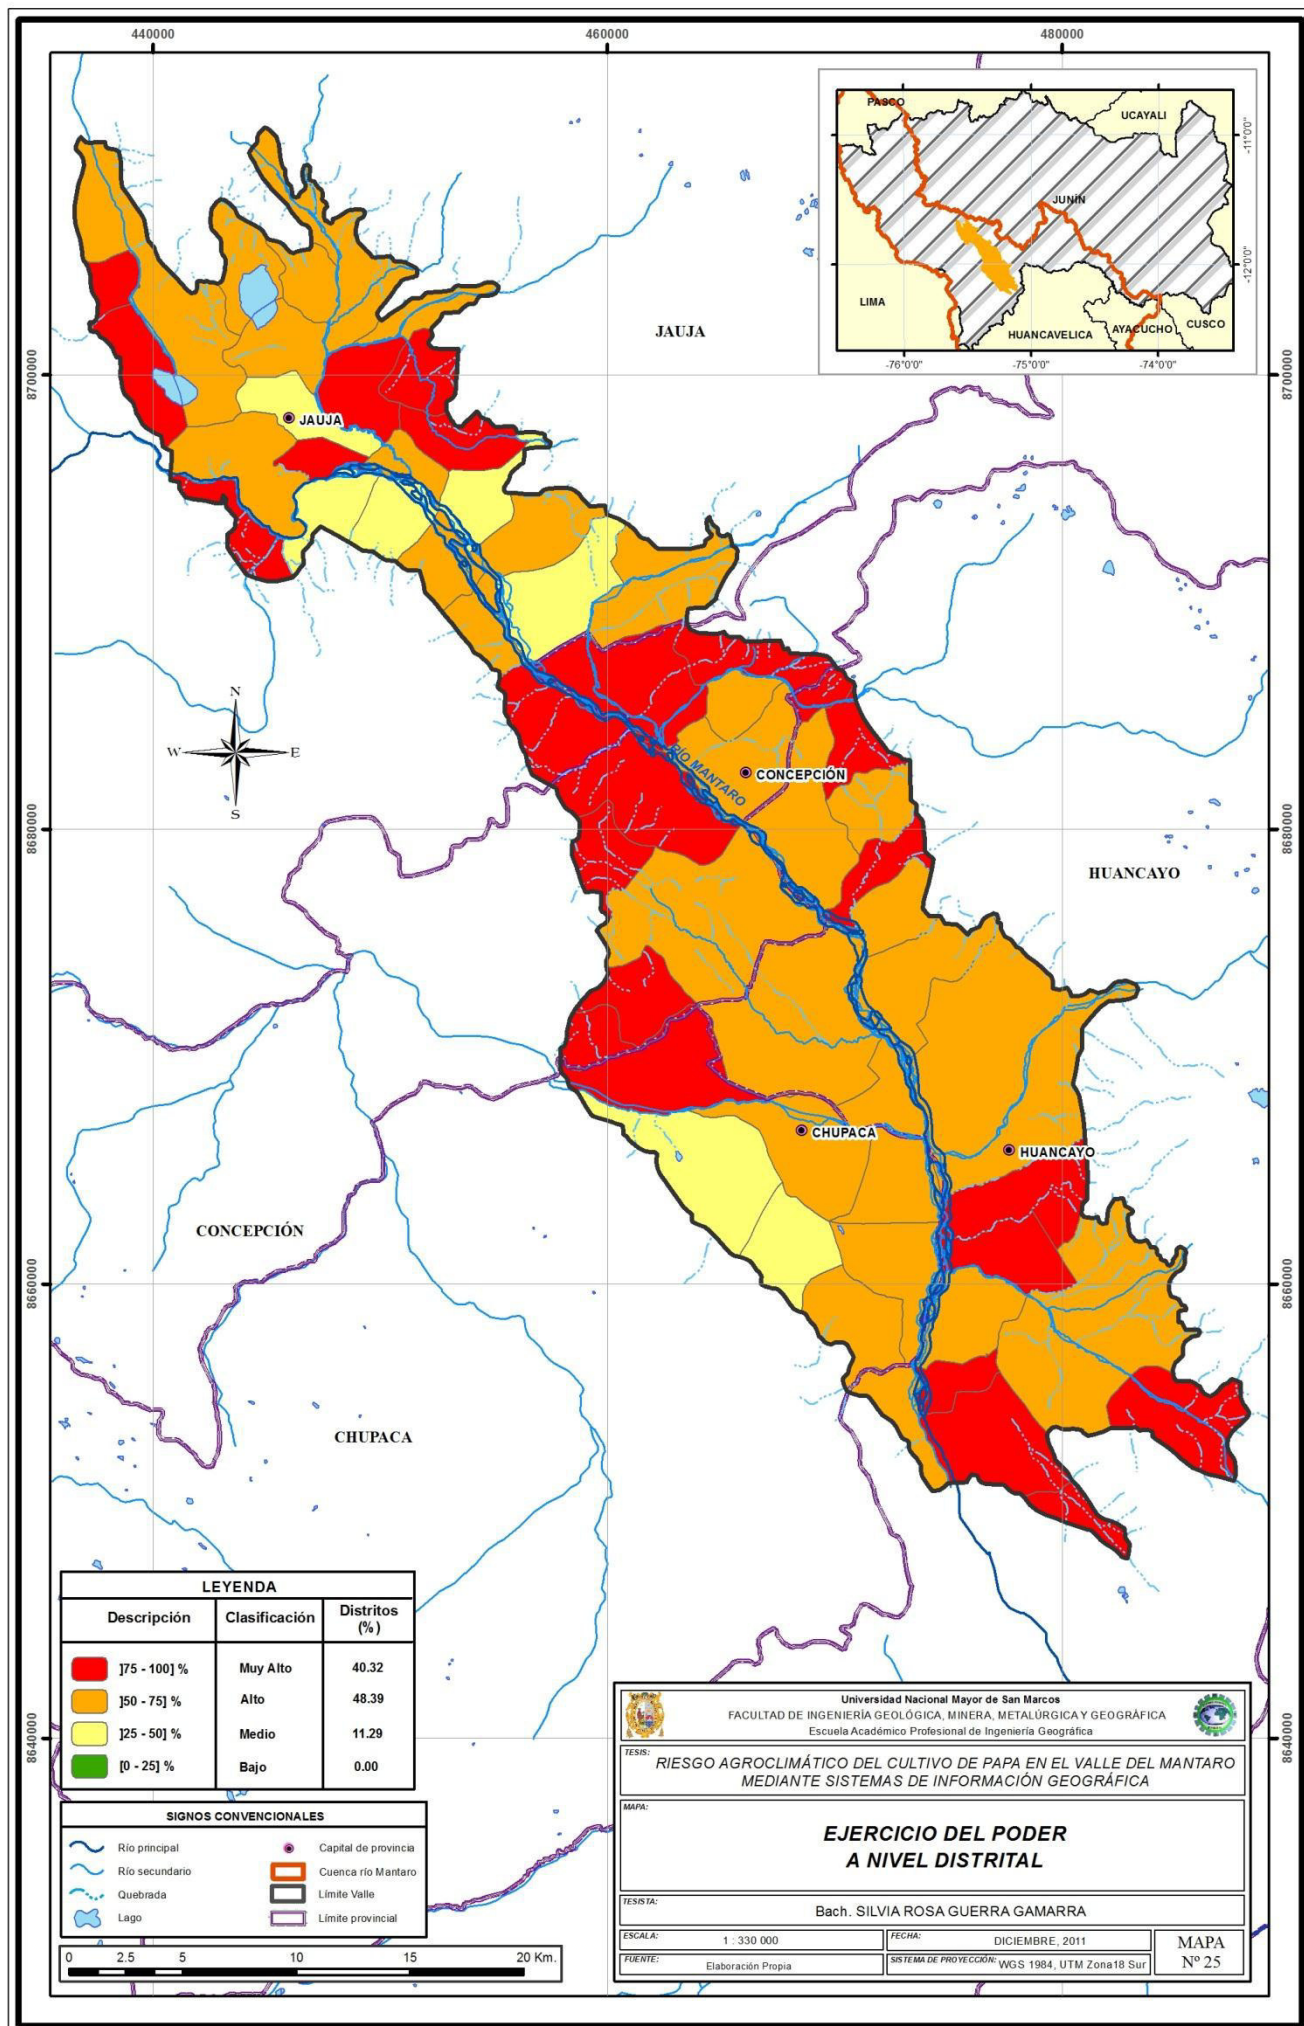 440000
460000
480000
8700000
8680000
8660000
8640000
8700000
8680000
8660000
8640000
PASCO
UCAYALI
JUNÍN
LIMA
HUANCAVELICA
AYACUCHO
CUSCO
-11°0'0"
-12°0'0"
-76°0'0"
-75°0'0"
-74°0'0"
JAUJA
JAUJA
N
W
E
S
RÍO MANTARO
CONCEPCIÓN
HUANCAYO
CHUPACA
HUANCAYO
CONCEPCIÓN
CHUPACA
LEYENDA
Descripción Clasificación Distritos (%)
]75 - 100] % Muy Alto 40.32
]50 - 75] % Alto 48.39
]25 - 50] % Medio 11.29
[0 - 25] % Bajo 0.00
SIGNOS CONVENCIONALES
Río principal
Río secundario
Quebrada
Lago
Capital de provincia
Cuenca río Mantaro
Límite Valle
Límite provincial
0 2.5 5 10 15 20 Km.
Universidad Nacional Mayor de San Marcos
FACULTAD DE INGENIERÍA GEOLÓGICA, MINERA, METALÚRGICA Y GEOGRÁFICA
Escuela Académico Profesional de Ingeniería Geográfica
TESIS:
RIESGO AGROCLIMÁTICO DEL CULTIVO DE PAPA EN EL VALLE DEL MANTARO
MEDIANTE SISTEMAS DE INFORMACIÓN GEOGRÁFICA
MAPA:
EJERCICIO DEL PODER
A NIVEL DISTRITAL
TESISTA:
Bach. SILVIA ROSA GUERRA GAMARRA
ESCALA: 1 : 330 000
FECHA: DICIEMBRE, 2011
FUENTE: Elaboración Propia
SISTEMA DE PROYECCIÓN: WGS 1984, UTM Zona18 Sur
MAPA
Nº 25